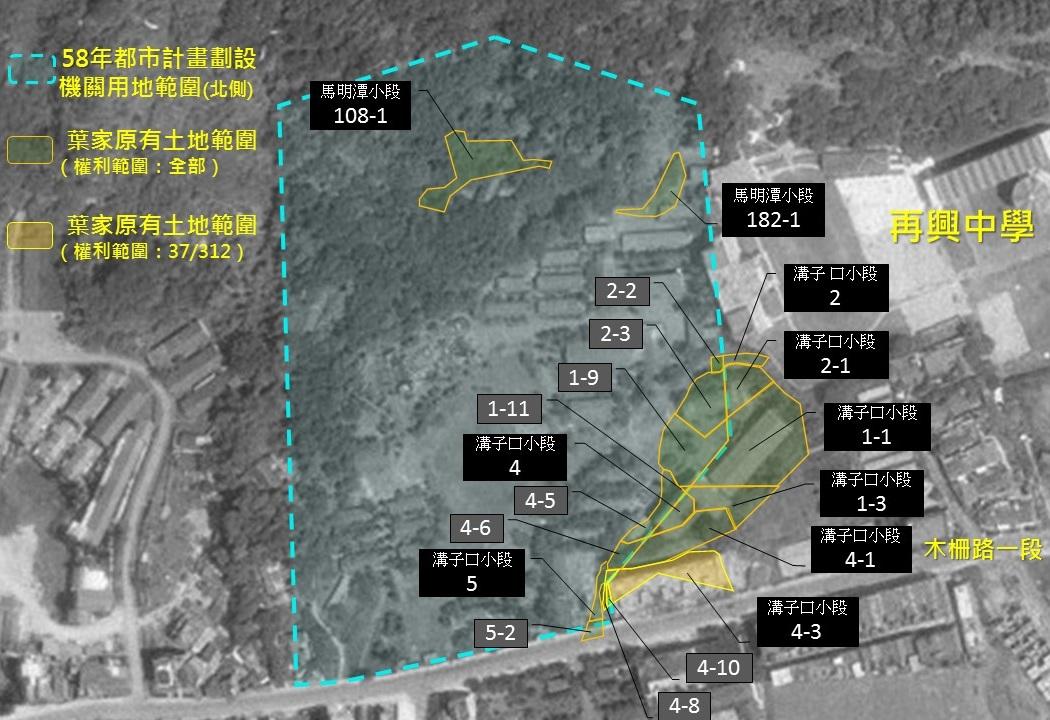 58年都市計畫劃設
機關用地範圍(北側)
葉家原有土地範圍
( 權利範圍：全部 )
葉家原有土地範圍
( 權利範圍：37/312 )
馬明潭小段
108-1
馬明潭小段
182-1
再興中學
溝子口小段
2
2-2
2-3
溝子口小段
2-1
1-9
1-11
溝子口小段
1-1
溝子口小段
4
溝子口小段
1-3
4-5
4-6
溝子口小段
4-1
木柵路一段
溝子口小段
5
溝子口小段
4-3
5-2
4-10
4-8